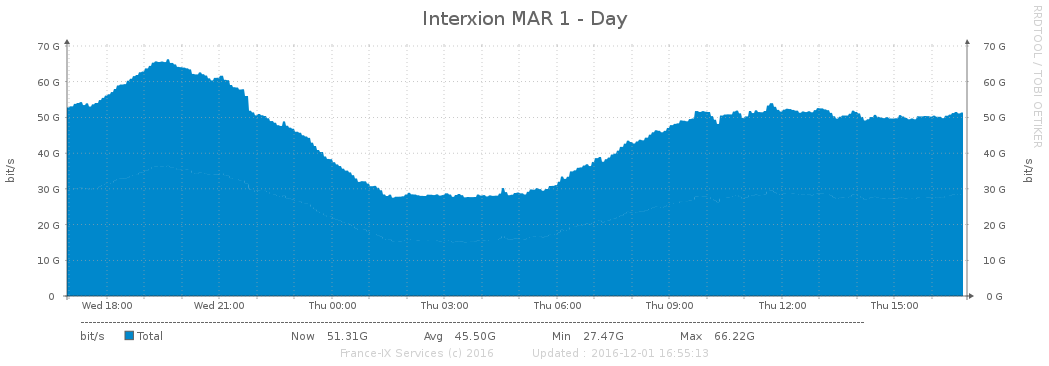 Interxion MAR 1 - Day
RRDTOOL / TOBI OETIKER
bit/s
70 G 70 G
60 G 60 G
50 G 50 G
40 G 40 G
30 G 30 G
20 G 20 G
10 G 10 G
0 0 G
bit/s
Wed 18:00 Wed 21:00 Thu 00:00 Thu 03:00 Thu 06:00 Thu 09:00 Thu 12:00 Thu 15:00
bit/s Total Now 51.31G Avg 45.50G Min 27.47G Max 66.22G
France-IX Services (c) 2016 Updated : 2016-12-01 16:55:13